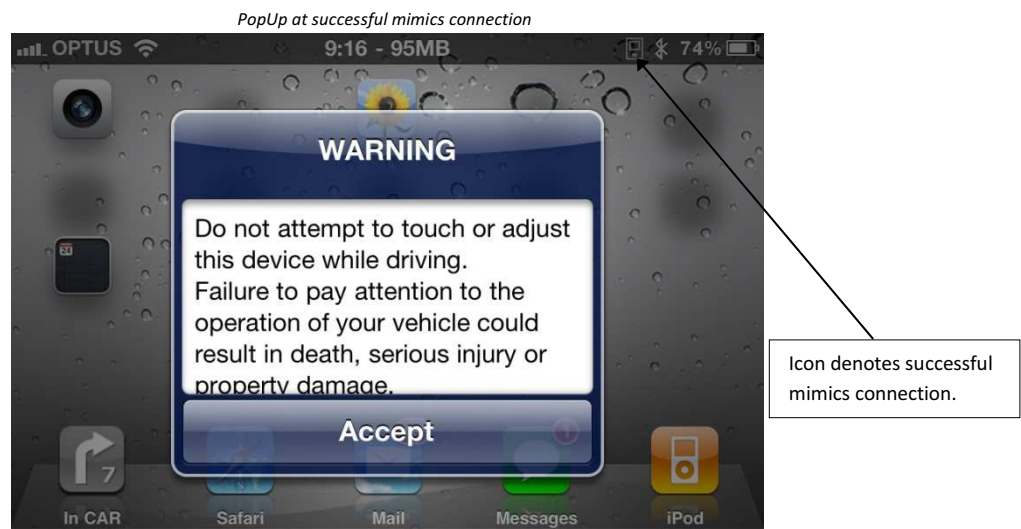 PopUp at successful mimics connection
OPTUS 9:16 - 95MB 74%
WARNING
Do not attempt to touch or adjust
this device while driving.
Failure to pay attention to the
operation of your vehicle could
result in death, serious injury or
property damage.
Accept
24
7
1
In CAR Safari Mail Messages iPod
Icon denotes successful
mimics connection.